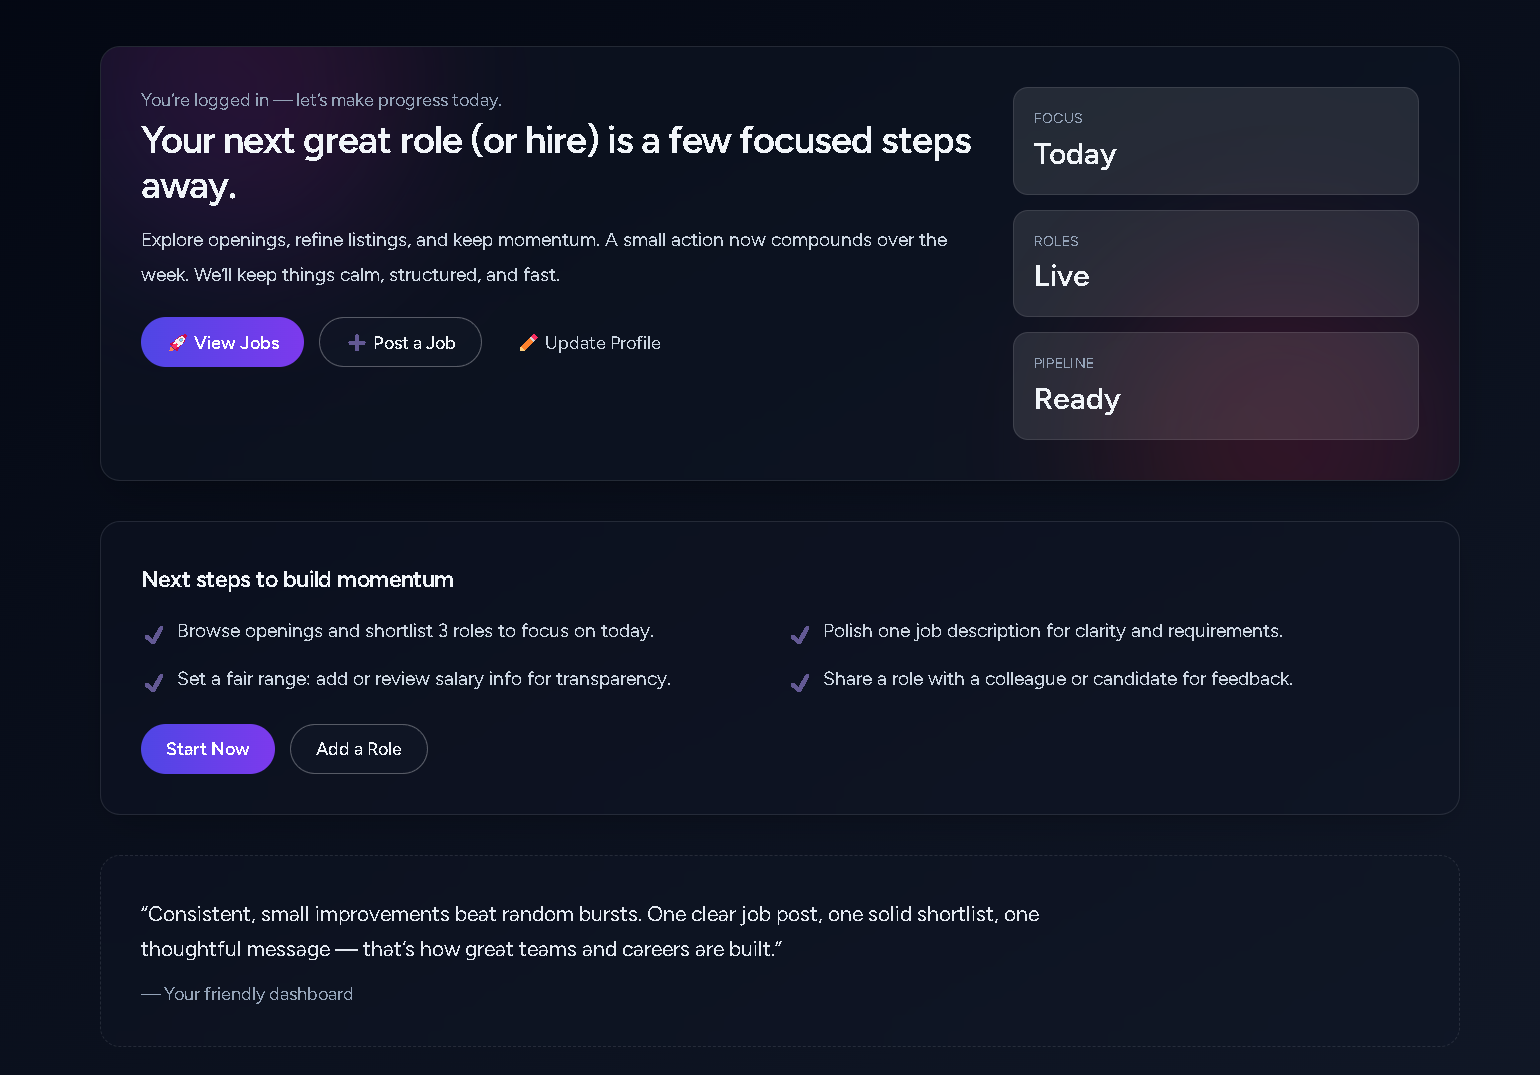 You’re logged in — let’s make progress today.
Your next great role (or hire) is a few focused steps
away.
Explore openings, refine listings, and keep momentum. A small action now compounds over the
week. We’ll keep things calm, structured, and fast.
🚀 View Jobs
➕ Post a Job
✏️ Update Profile
FOCUS
Today
ROLES
Live
PIPELINE
Ready
Next steps to build momentum
✔ Browse openings and shortlist 3 roles to focus on today.
✔ Polish one job description for clarity and requirements.
✔ Set a fair range: add or review salary info for transparency.
✔ Share a role with a colleague or candidate for feedback.
Start Now
Add a Role
“Consistent, small improvements beat random bursts. One clear job post, one solid shortlist, one
thoughtful message — that’s how great teams and careers are built.”
— Your friendly dashboard